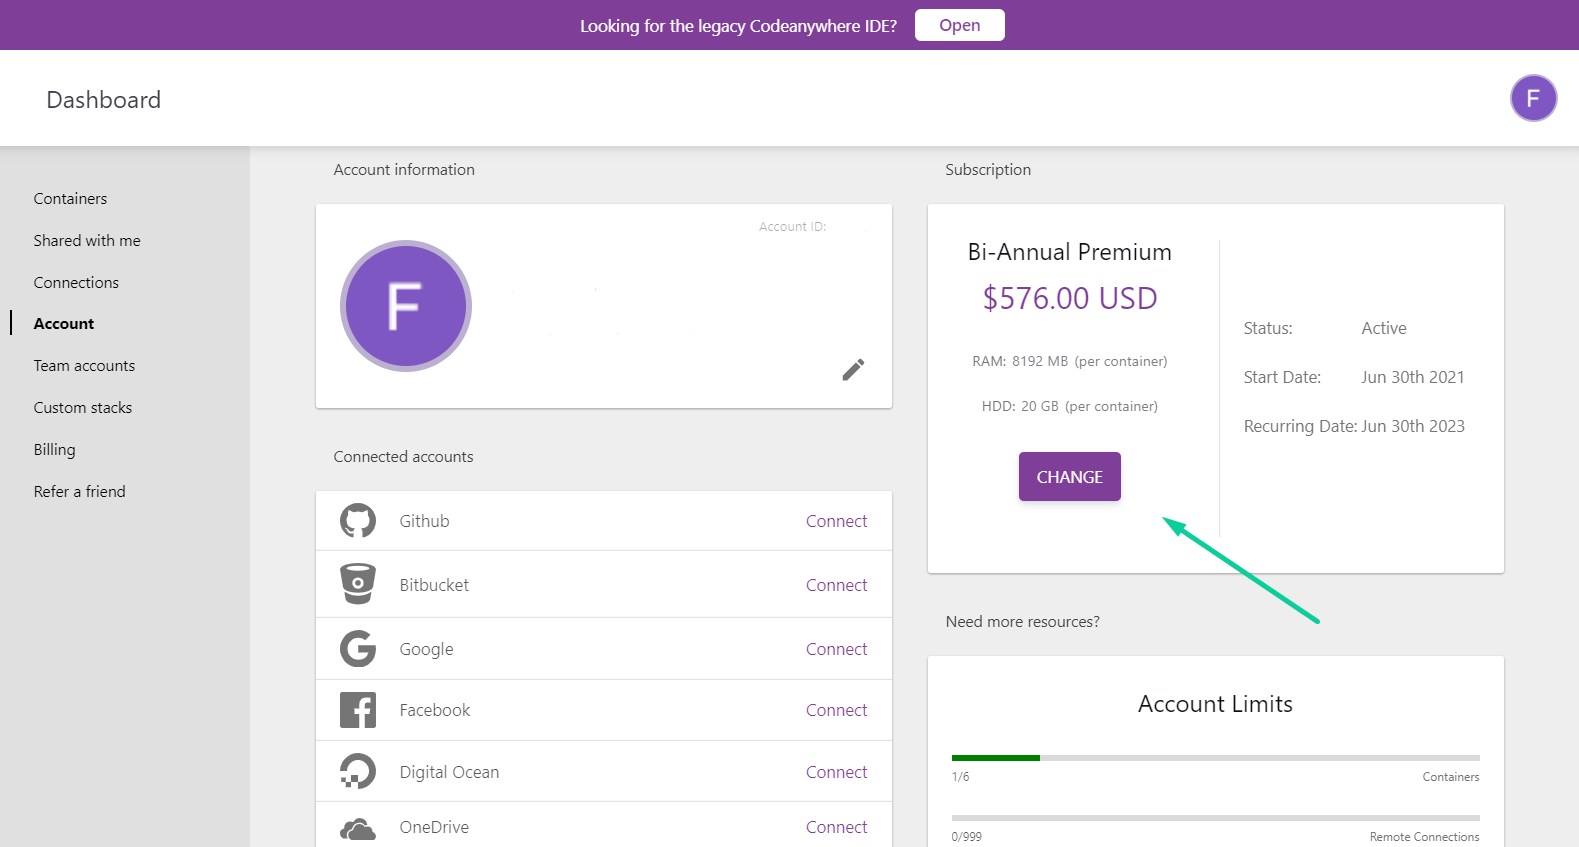 Looking for the legacy Codeanywhere IDE? Open
Dashboard
F
Containers
Shared with me
Connections
Account
Team accounts
Custom stacks
Billing
Refer a friend
Account information
Account ID:
F
Connected accounts
Github Connect
Bitbucket Connect
Google Connect
Facebook Connect
Digital Ocean Connect
OneDrive Connect
Subscription
Bi-Annual Premium
$576.00 USD
RAM: 8192 MB (per container)
HDD: 20 GB (per container)
CHANGE
Status: Active
Start Date: Jun 30th 2021
Recurring Date: Jun 30th 2023
Need more resources?
Account Limits
1/6 Containers
0/999 Remote Connections